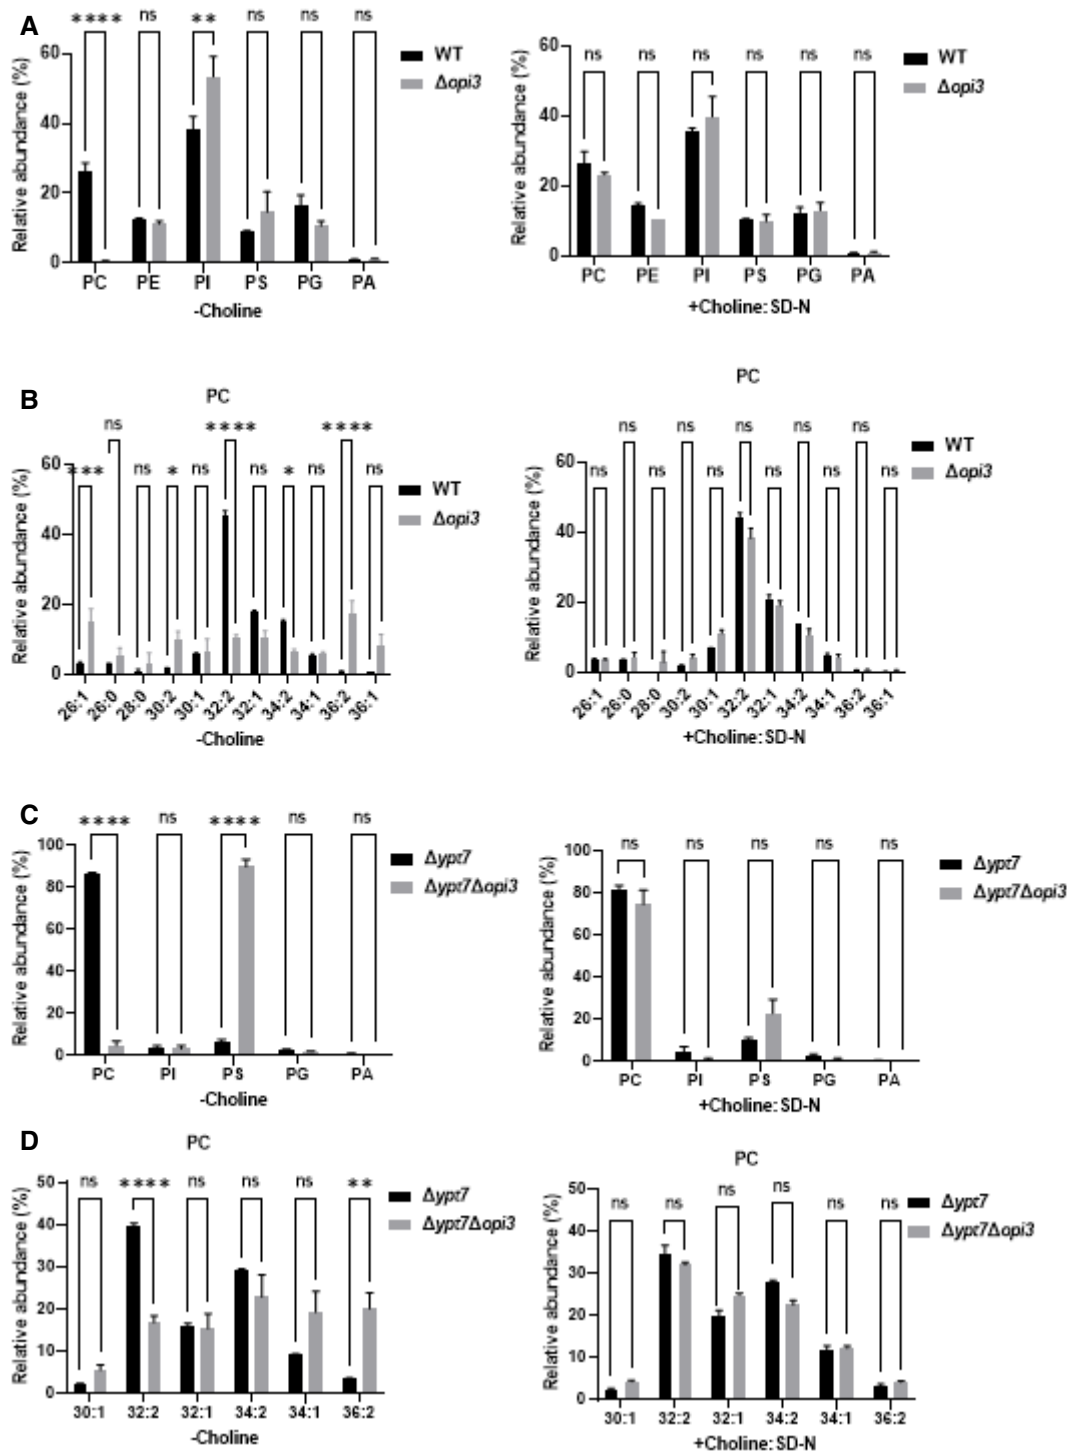 A
**** ns ** ns ns ns
WT
Δopi3
Relative abundance (%)
60
40
20
0
PC PE PI PS PG PA
-Choline
ns ns ns ns ns ns
WT
Δopi3
Relative abundance (%)
60
40
20
0
PC PE PI PS PG PA
+Choline: SD-N
B
PC
ns **** ****
*** ns * ns ns * ns ns
WT
Δopi3
Relative abundance (%)
60
40
20
0
26:1 26:0 28:0 30:2 30:1 32:2 32:1 34:2 34:1 36:2 36:1
-Choline
PC
ns ns ns ns ns
ns ns ns ns ns ns
WT
Δopi3
Relative abundance (%)
60
40
20
0
26:1 26:0 28:0 30:2 30:1 32:2 32:1 34:2 34:1 36:2 36:1
+Choline: SD-N
C
**** ns **** ns ns
Δypt7
Δypt7Δopi3
Relative abundance (%)
100
80
60
40
20
0
PC PI PS PG PA
-Choline
ns ns ns ns ns
Δypt7
Δypt7Δopi3
Relative abundance (%)
100
80
60
40
20
0
PC PI PS PG PA
+Choline: SD-N
D
PC
ns **** ns ns ns **
Δypt7
Δypt7Δopi3
Relative abundance (%)
50
40
30
20
10
0
30:1 32:2 32:1 34:2 34:1 36:2
-Choline
PC
ns ns ns ns ns ns
Δypt7
Δypt7Δopi3
Relative abundance (%)
50
40
30
20
10
0
30:1 32:2 32:1 34:2 34:1 36:2
+Choline: SD-N